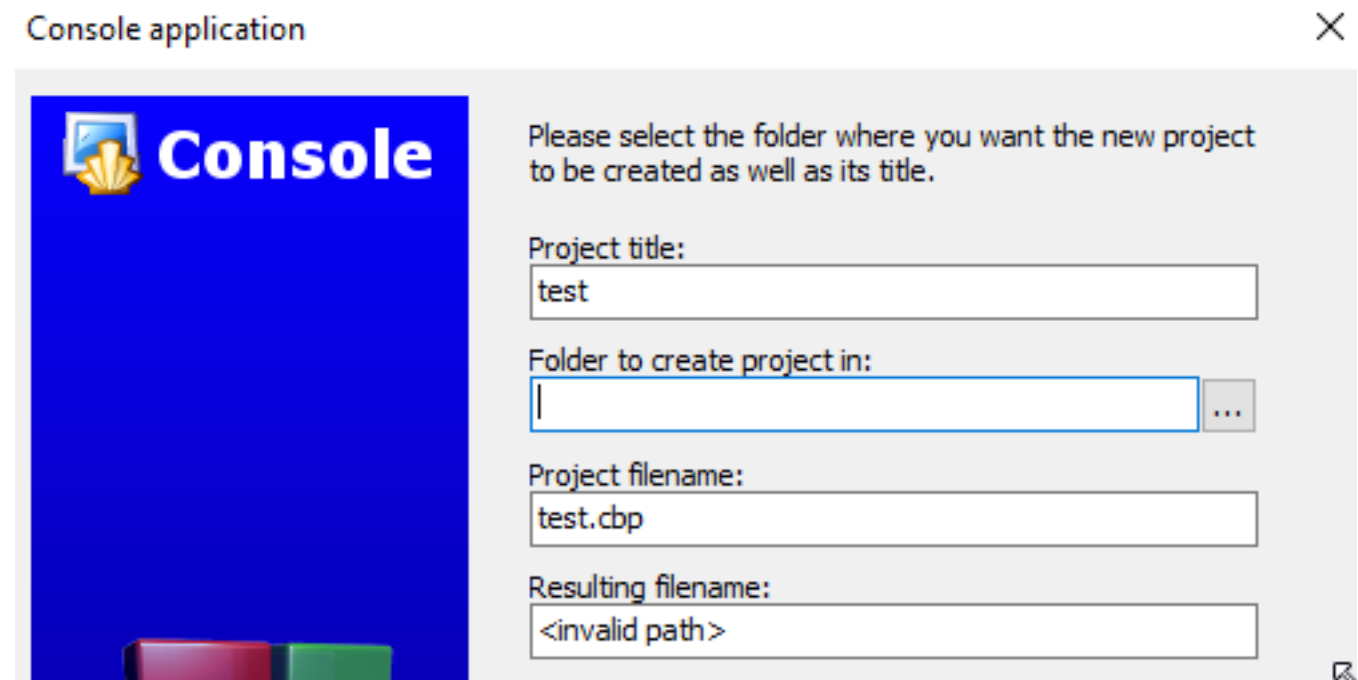 Console application
Console
Please select the folder where you want the new project
to be created as well as its title.
Project title:
test
Folder to create project in:
...
Project filename:
test.cbp
Resulting filename:
<invalid path>